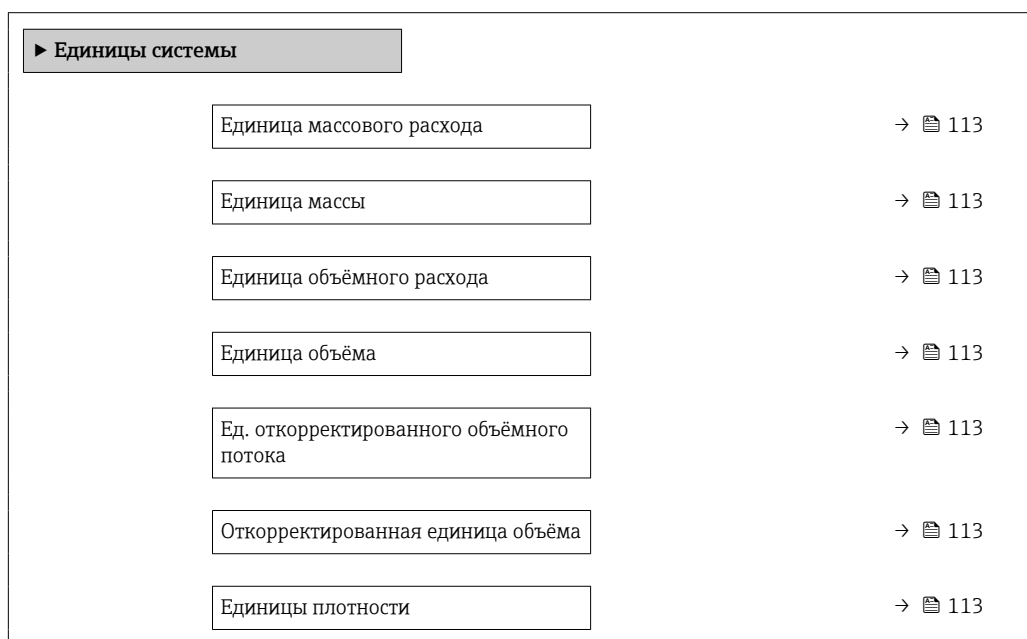 ▶ Единицы системы
Единица массового расхода → 113
Единица массы → 113
Единица объёмного расхода → 113
Единица объёма → 113
Ед. откорректированного объёмного → 113
потока
Откорректированная единица объёма → 113
Единицы плотности → 113